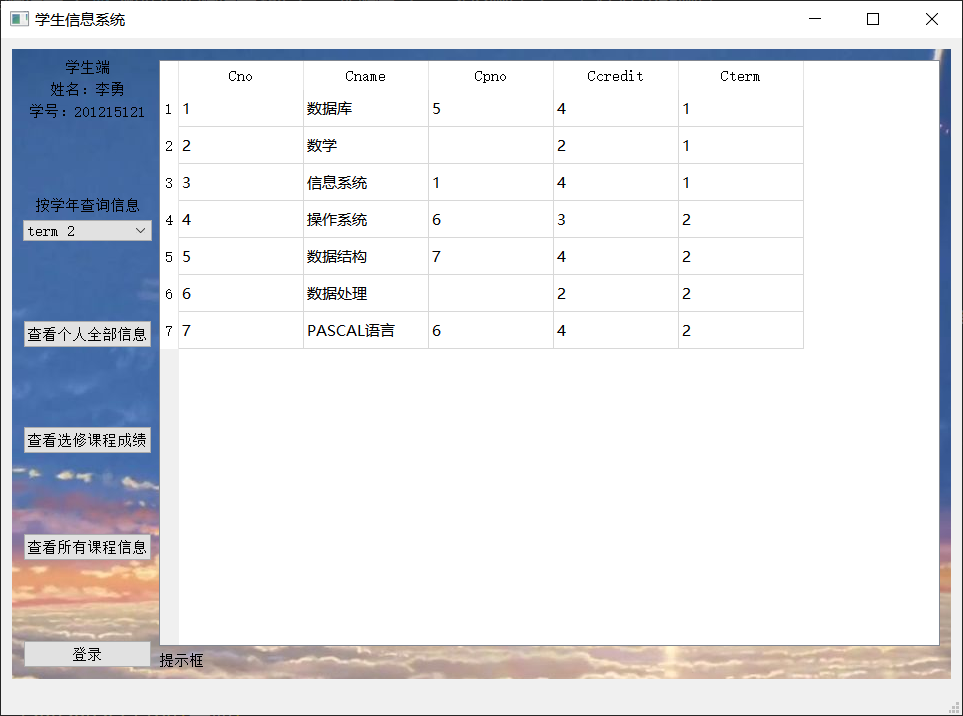 学生信息系统
学生端
姓名：李勇
学号：201215121
按学年查询信息
term 2
查看个人全部信息
查看选修课程成绩
查看所有课程信息
登录
Cno Cname Cpno Ccredit Cterm
1 1 数据库 5 4 1
2 2 数学 2 1
3 3 信息系统 1 4 1
4 4 操作系统 6 3 2
5 5 数据结构 7 4 2
6 6 数据处理 2 2
7 7 PASCAL语言 6 4 2
提示框